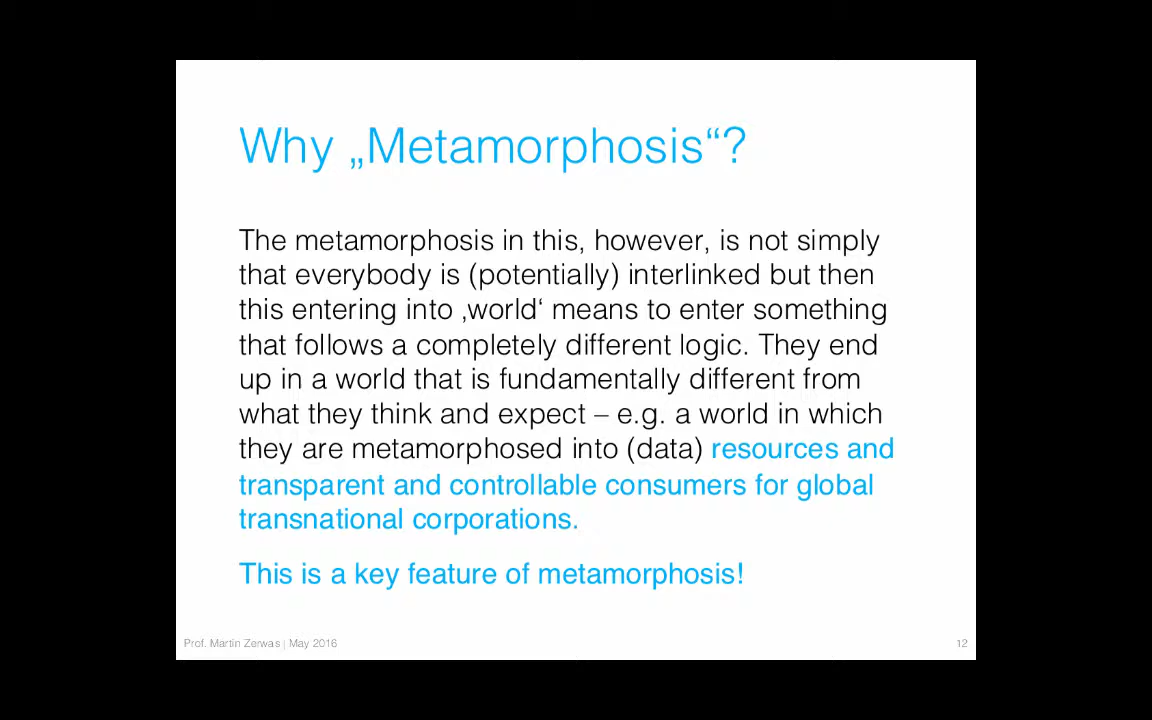 Why „Metamorphosis“?
The metamorphosis in this, however, is not simply
that everybody is (potentially) interlinked but then
this entering into ‚world‘ means to enter something
that follows a completely different logic. They end
up in a world that is fundamentally different from
what they think and expect – e.g. a world in which
they are metamorphosed into (data) resources and
transparent and controllable consumers for global
transnational corporations.
This is a key feature of metamorphosis!
Prof. Martin Zerwas | May 2016
12